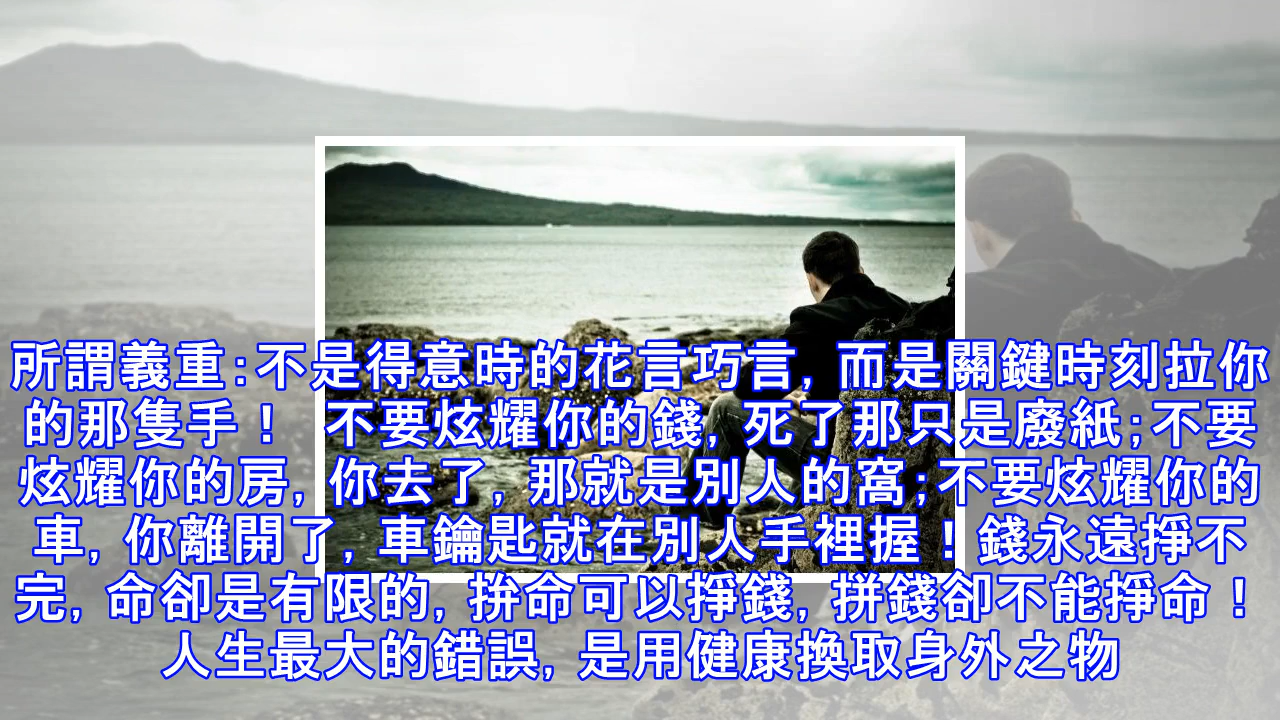 所謂義重:不是得意時的花言巧言,而是關鍵時刻拉你
的那隻手! 不要炫耀你的錢,死了那只是廢紙;不要
炫耀你的房,你去了,那就是別人的窩;不要炫耀你的
車,你離開了,車鑰匙就在別人手裡握!錢永遠掙不
完,命卻是有限的,拚命可以掙錢,拼錢卻不能掙命!
人生最大的錯誤,是用健康換取身外之物